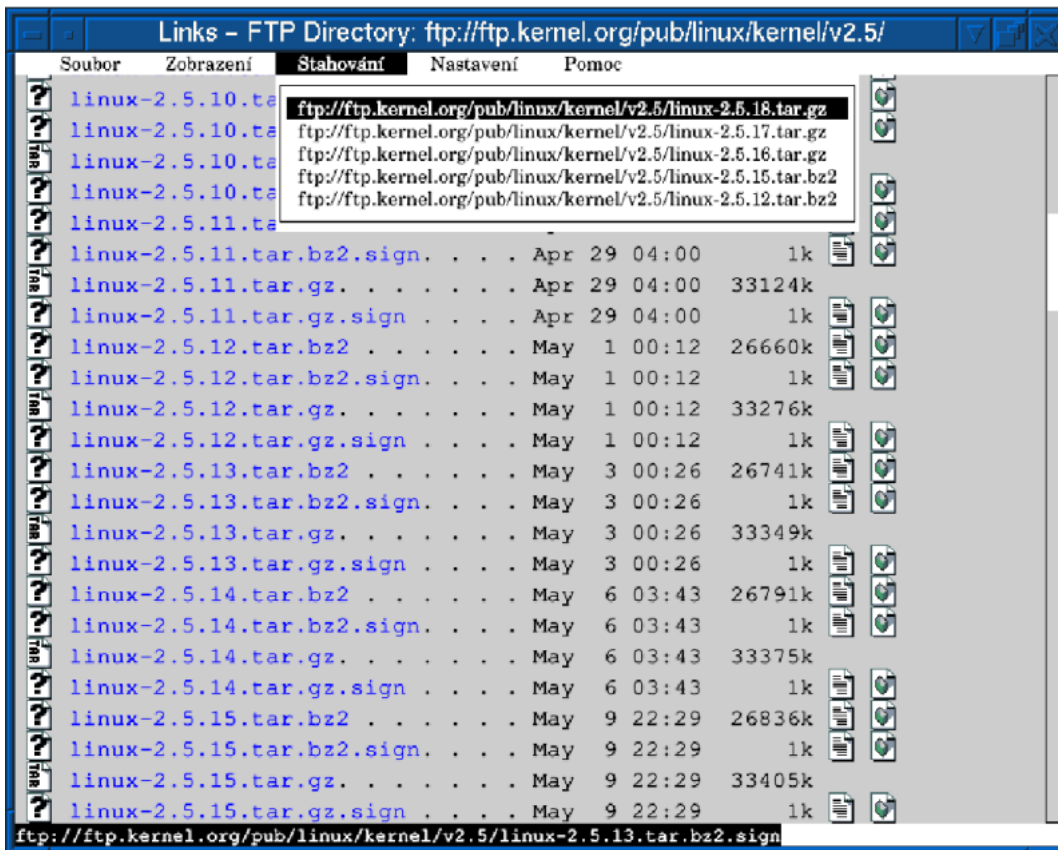 Links – FTP Directory: ftp://ftp.kernel.org/pub/linux/kernel/v2.5/
Soubor Zobrazení Stahování Nastavení Pomoc
ftp://ftp.kernel.org/pub/linux/kernel/v2.5/linux-2.5.18.tar.gz
ftp://ftp.kernel.org/pub/linux/kernel/v2.5/linux-2.5.17.tar.gz
ftp://ftp.kernel.org/pub/linux/kernel/v2.5/linux-2.5.16.tar.gz
ftp://ftp.kernel.org/pub/linux/kernel/v2.5/linux-2.5.15.tar.bz2
ftp://ftp.kernel.org/pub/linux/kernel/v2.5/linux-2.5.12.tar.bz2
? linux-2.5.10.ta
? linux-2.5.10.ta
TAR linux-2.5.10.ta
? linux-2.5.10.ta
? linux-2.5.11.ta
? linux-2.5.11.tar.bz2.sign. . . . Apr 29 04:00 1k
TAR linux-2.5.11.tar.gz. . . . . . . Apr 29 04:00 33124k
? linux-2.5.11.tar.gz.sign . . . . Apr 29 04:00 1k
? linux-2.5.12.tar.bz2 . . . . . . May 1 00:12 26660k
? linux-2.5.12.tar.bz2.sign. . . . May 1 00:12 1k
TAR linux-2.5.12.tar.gz. . . . . . . May 1 00:12 33276k
? linux-2.5.12.tar.gz.sign . . . . May 1 00:12 1k
? linux-2.5.13.tar.bz2 . . . . . . May 3 00:26 26741k
? linux-2.5.13.tar.bz2.sign. . . . May 3 00:26 1k
TAR linux-2.5.13.tar.gz. . . . . . . May 3 00:26 33349k
? linux-2.5.13.tar.gz.sign . . . . May 3 00:26 1k
? linux-2.5.14.tar.bz2 . . . . . . May 6 03:43 26791k
? linux-2.5.14.tar.bz2.sign. . . . May 6 03:43 1k
TAR linux-2.5.14.tar.gz. . . . . . . May 6 03:43 33375k
? linux-2.5.14.tar.gz.sign . . . . May 6 03:43 1k
? linux-2.5.15.tar.bz2 . . . . . . May 9 22:29 26836k
? linux-2.5.15.tar.bz2.sign. . . . May 9 22:29 1k
TAR linux-2.5.15.tar.gz. . . . . . . May 9 22:29 33405k
? linux-2.5.15.tar.gz.sign . . . . May 9 22:29 1k
ftp://ftp.kernel.org/pub/linux/kernel/v2.5/linux-2.5.13.tar.bz2.sign